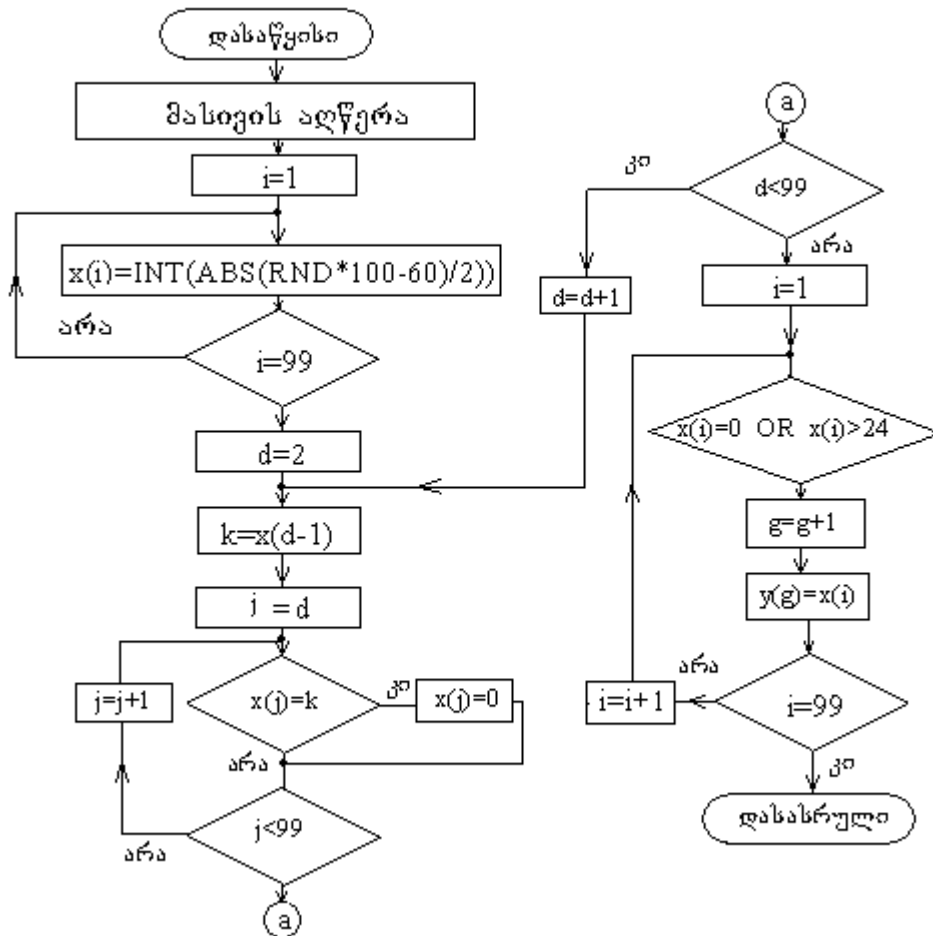 დასაწყისი
მასივის აღწერა
i=1
x(i)=INT(ABS(RND*100-60)/2))
არა
i=99
d=2
k=x(d-1)
j =d
j=j+1
x(j)=k
კი
x(j)=0
არა
j<99
არა
a
a
კი
d<99
არა
d=d+1
i=1
x(i)=0 OR x(i)>24
g=g+1
y(g)=x(i)
არა
i=i+1
i=99
კი
დასასრული